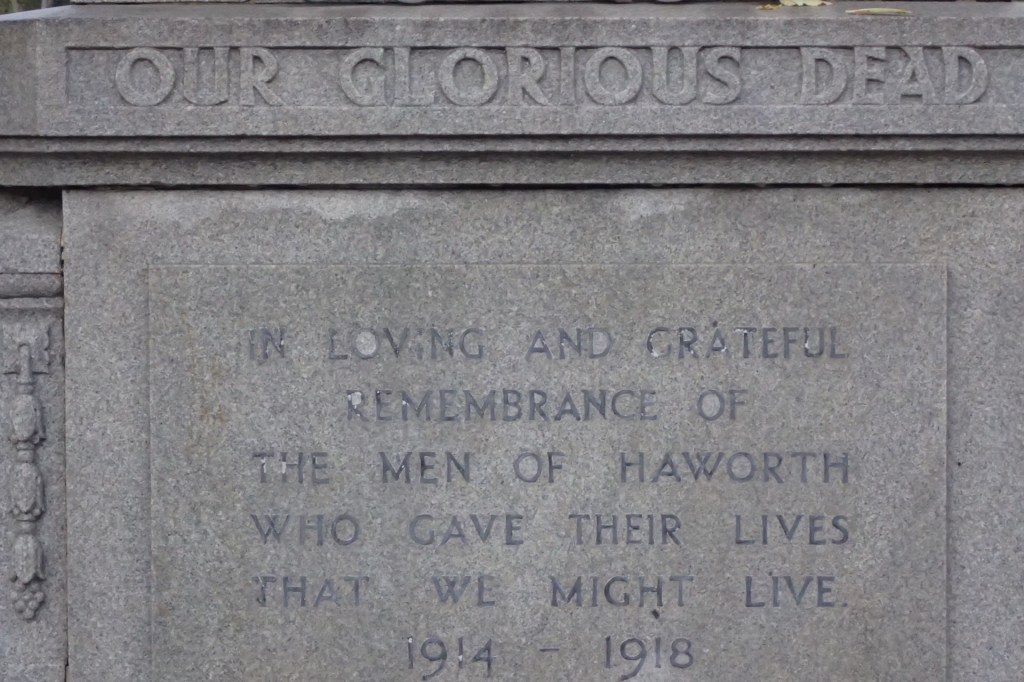 OUR GLORIOUS DEAD
IN LOVING AND GRATEFUL
REMEMBRANCE OF
THE MEN OF HAWORTH
WHO GAVE THEIR LIVES
THAT WE MIGHT LIVE.
1914 - 1918